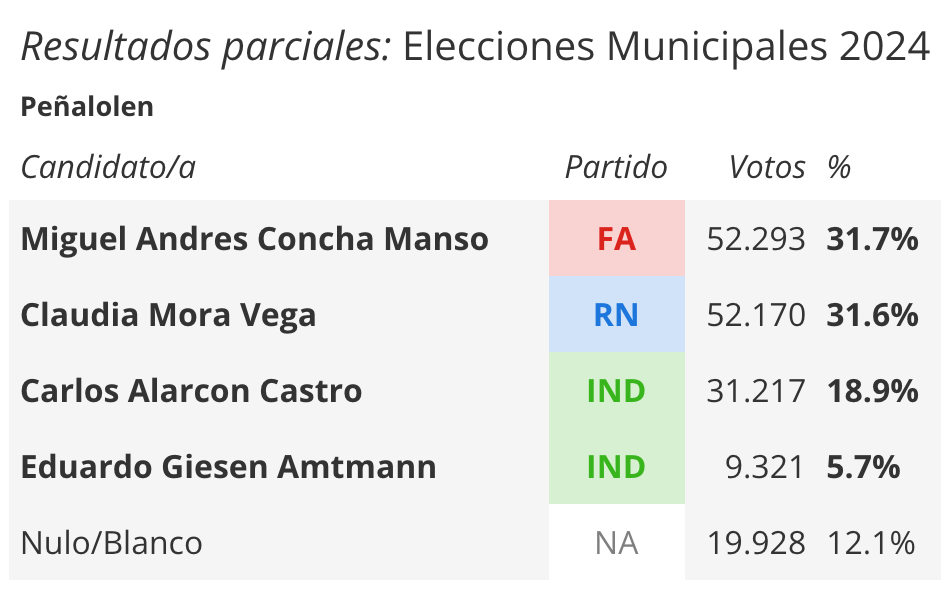 Resultados parciales: Elecciones Municipales 2024
Peñalolen
Candidato/a Partido Votos %
Miguel Andres Concha Manso FA 52.293 31.7%
Claudia Mora Vega RN 52.170 31.6%
Carlos Alarcon Castro IND 31.217 18.9%
Eduardo Giesen Amtmann IND 9.321 5.7%
Nulo/Blanco NA 19.928 12.1%